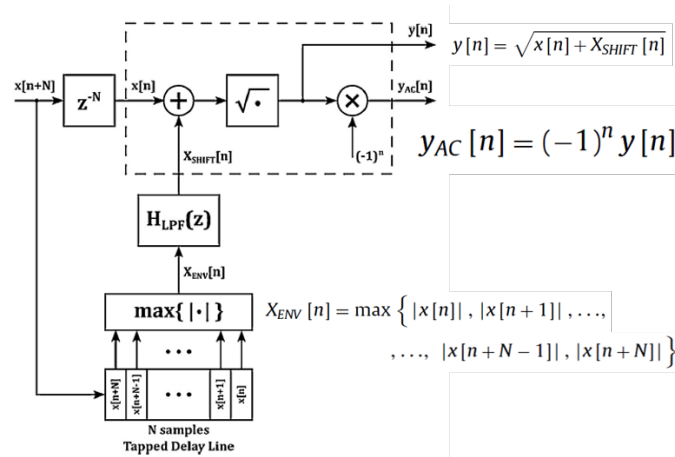 y[n]
y[n] = √x[n] + X_SHIFT [n]
x[n+N]
z^-N
x[n]
+
√·
×
y_AC[n]
X_SHIFT[n]
(-1)^n
y_AC [n] = (−1)^n y[n]
H_LPF(z)
X_ENV[n]
max{ |·| }
X_ENV [n] = max { |x[n]| , |x[n + 1]| , ...,
, ..., |x[n + N − 1]| , |x[n + N]| }
...
x[n+N]
x[n+N-1]
...
x[n+1]
x[n]
N samples
Tapped Delay Line